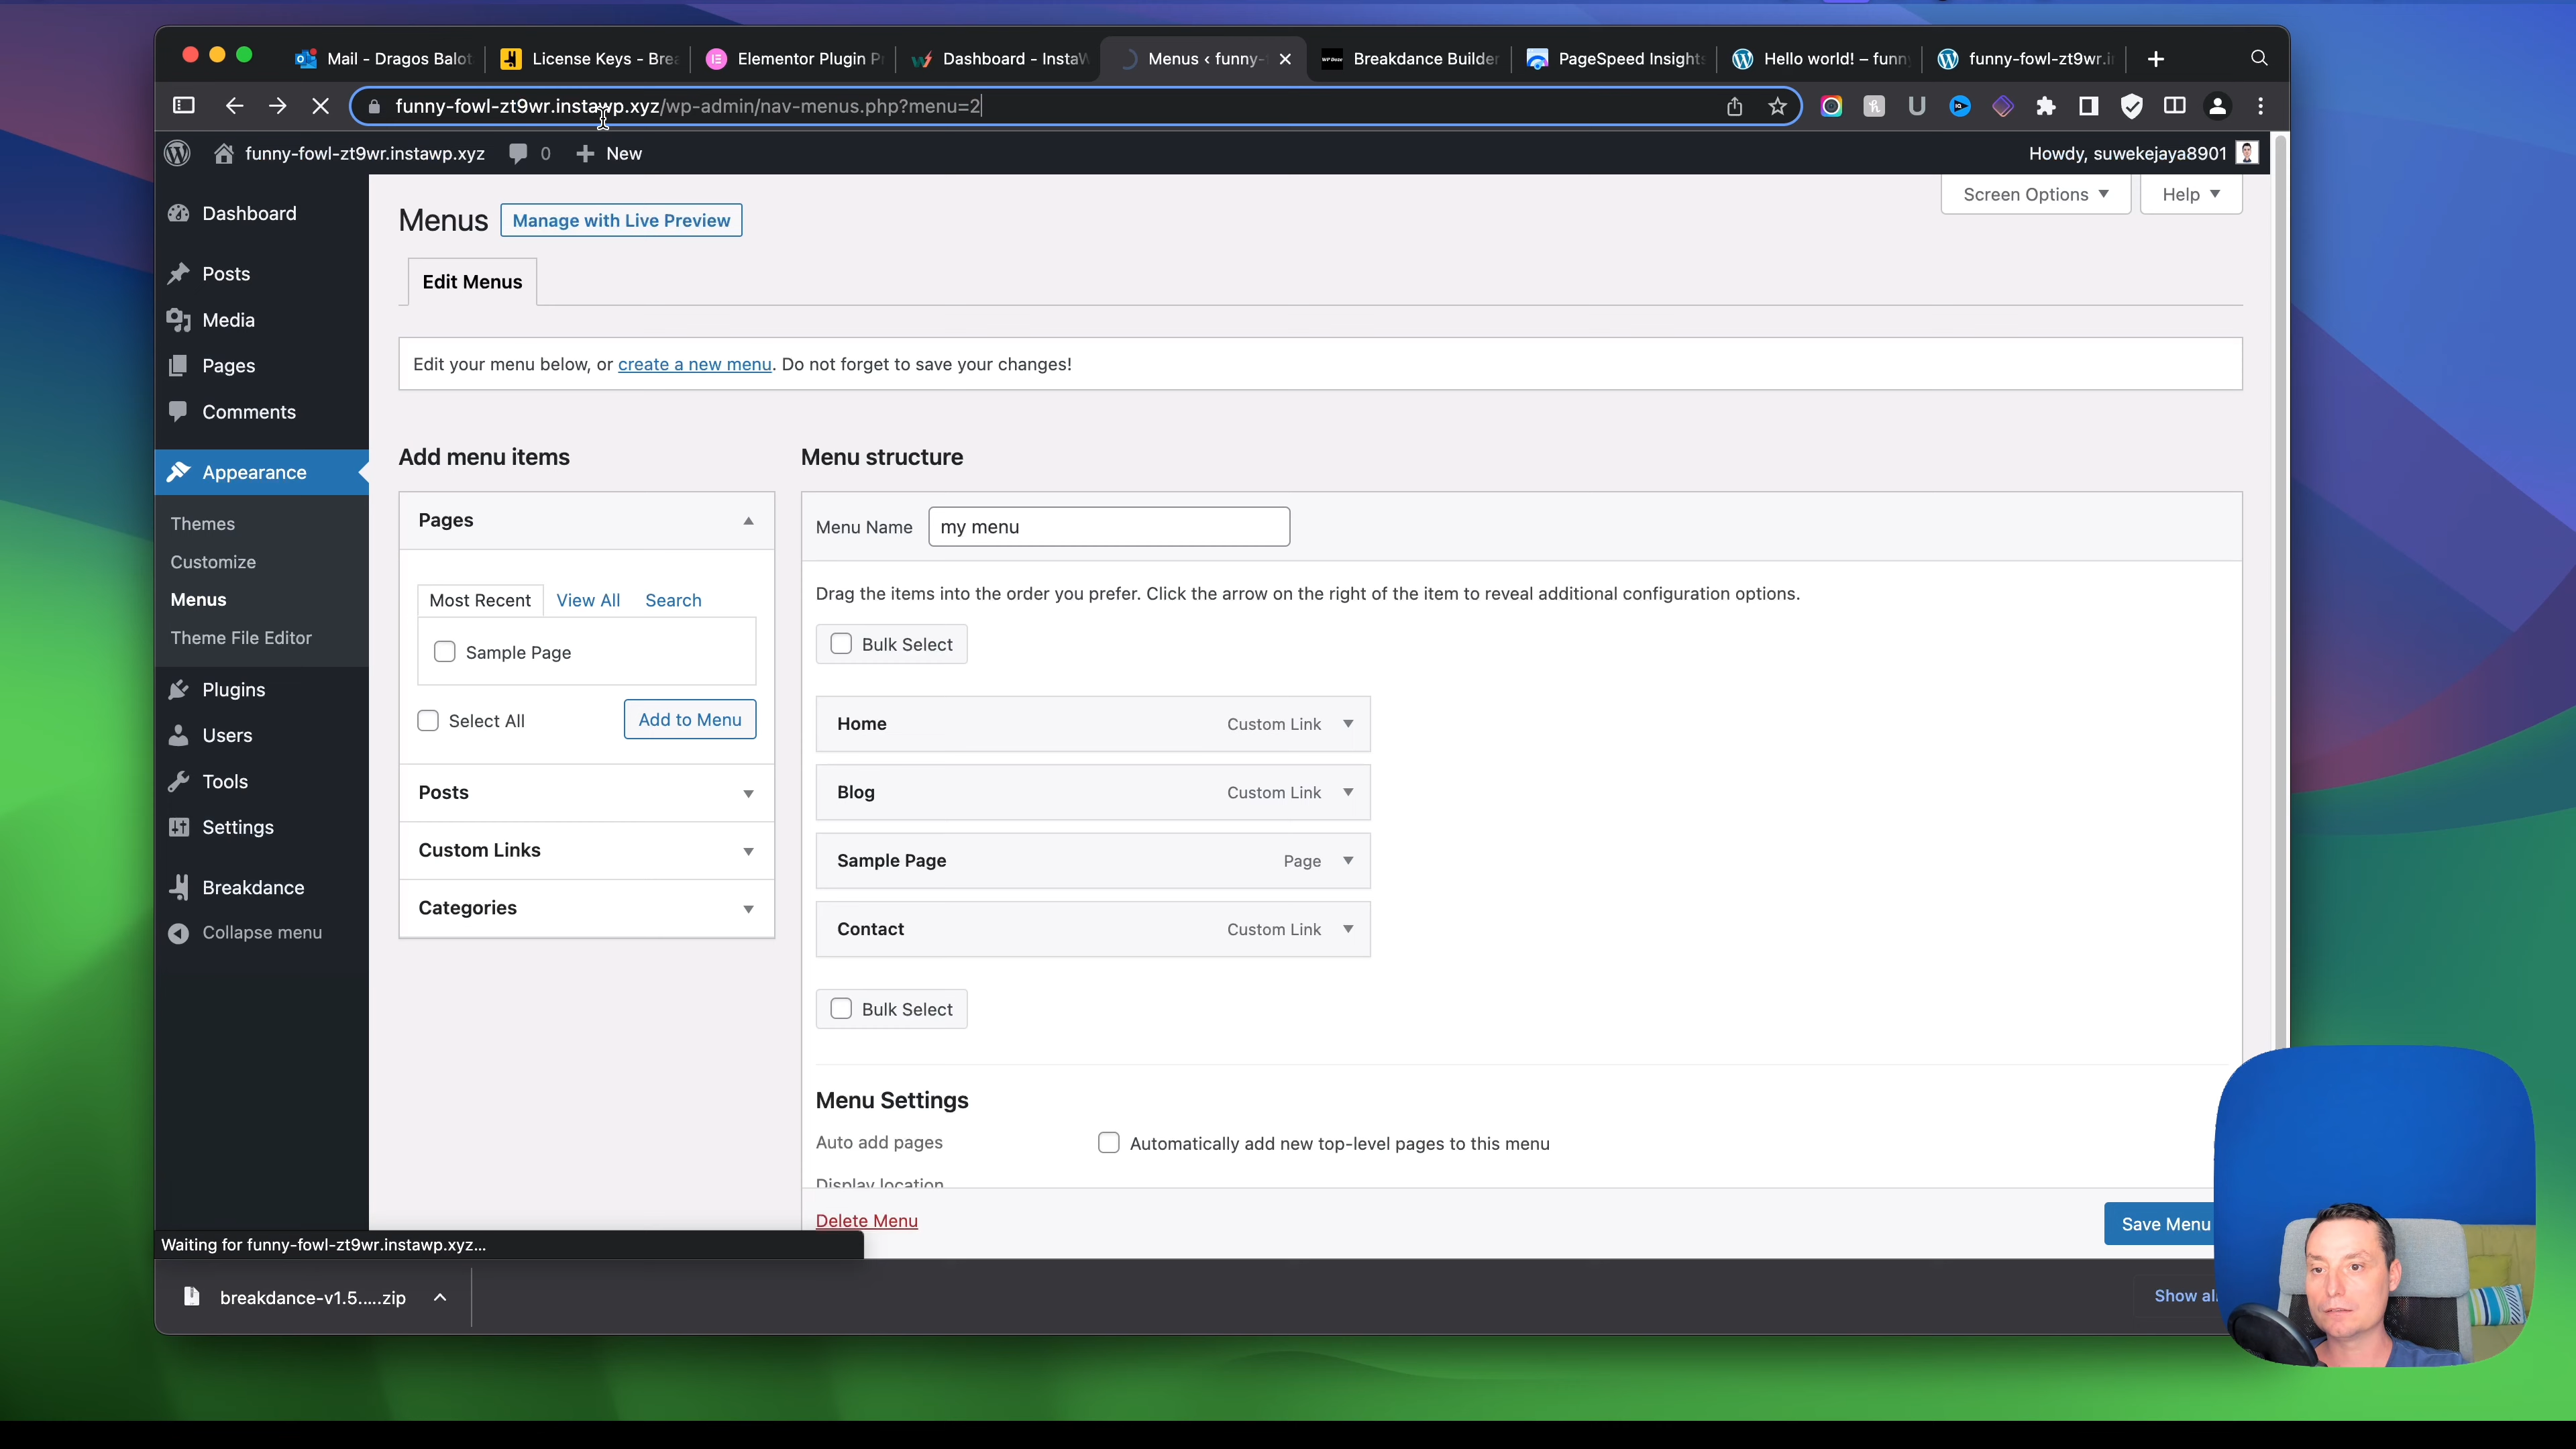 Mail - Dragos Balot
License Keys - Brea
Elementor Plugin Pr
Dashboard - InstaW
Menus ‹ funny-
Breakdance Builder
WP Doze
PageSpeed Insights
Hello world! – funn
funny-fowl-zt9wr.i
funny-fowl-zt9wr.instawp.xyz/wp-admin/nav-menus.php?menu=2
funny-fowl-zt9wr.instawp.xyz
0
New
Howdy, suwekejaya8901
Dashboard
Posts
Media
Pages
Comments
Appearance
Themes
Customize
Menus
Theme File Editor
Plugins
Users
Tools
Settings
Breakdance
Collapse menu
Screen Options
Help
Menus
Manage with Live Preview
Edit Menus
Edit your menu below, or create a new menu. Do not forget to save your changes!
Add menu items
Pages
Most Recent
View All
Search
Sample Page
Select All
Add to Menu
Posts
Custom Links
Categories
Menu structure
Menu Name
my menu
Drag the items into the order you prefer. Click the arrow on the right of the item to reveal additional configuration options.
Bulk Select
Home Custom Link
Blog Custom Link
Sample Page Page
Contact Custom Link
Bulk Select
Menu Settings
Auto add pages
Automatically add new top-level pages to this menu
Display location
Delete Menu
Save Menu
Waiting for funny-fowl-zt9wr.instawp.xyz...
breakdance-v1.5.....zip
Show all